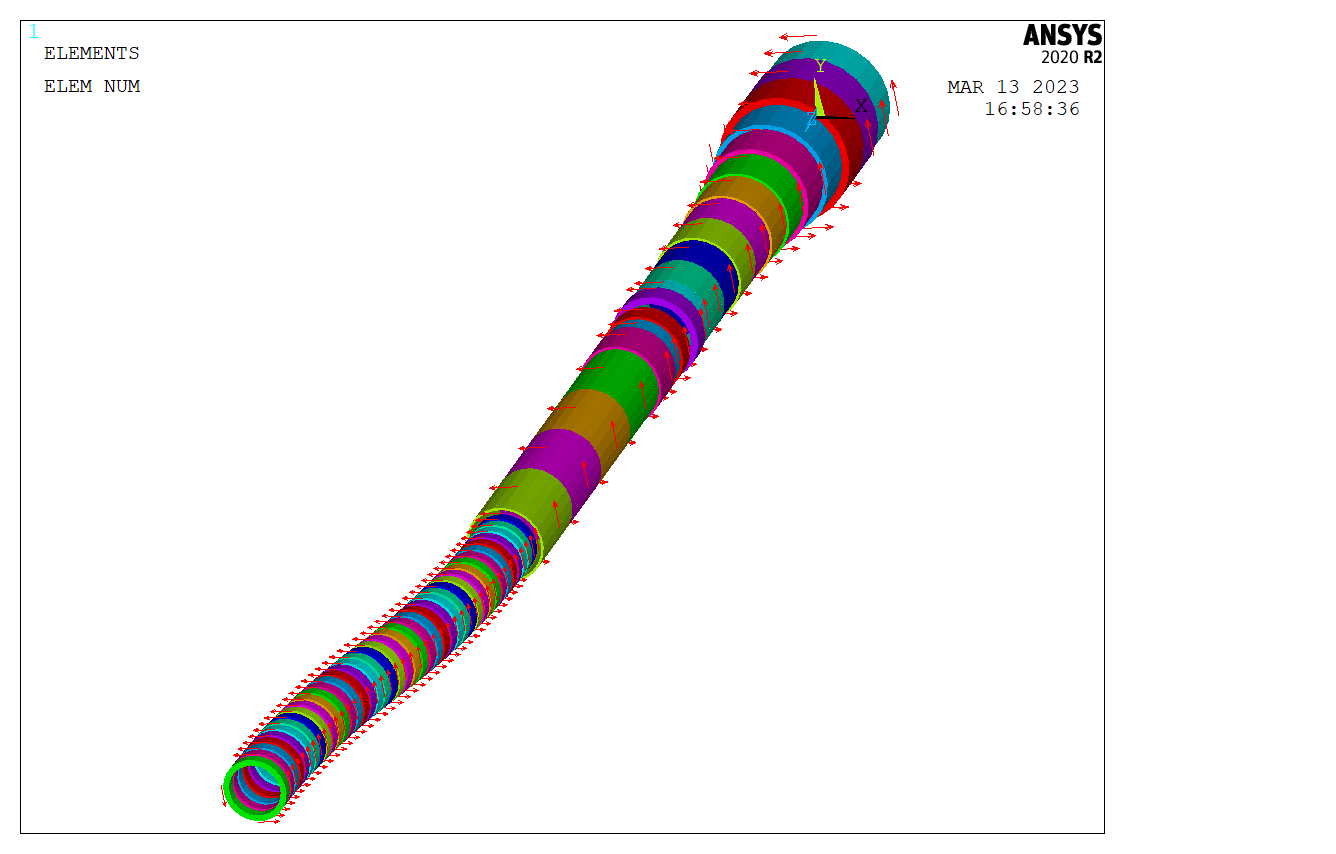 1
ELEMENTS
ELEM NUM
ANSYS
2020 R2
MAR 13 2023
16:58:36
Y
X
Z